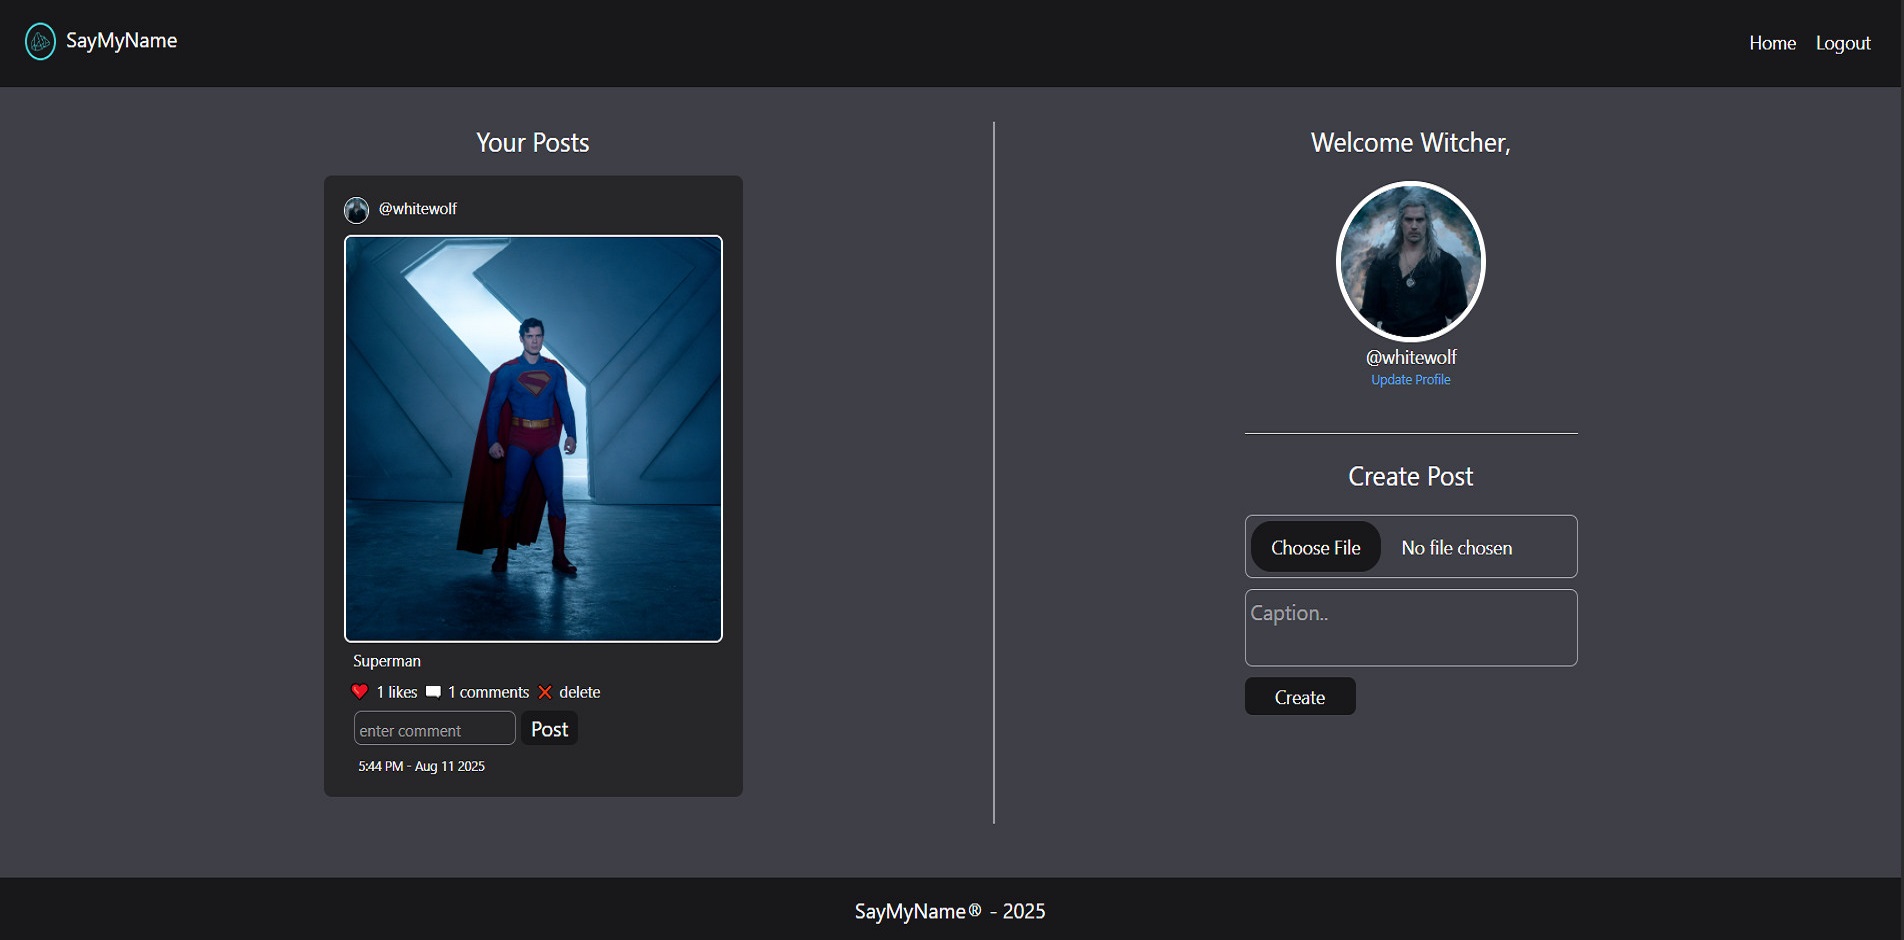 SayMyName
Home Logout
Your Posts
@whitewolf
Superman
1 likes 1 comments delete
enter comment Post
5:44 PM - Aug 11 2025
Welcome Witcher,
@whitewolf
Update Profile
Create Post
Choose File No file chosen
Caption..
Create
SayMyName® - 2025